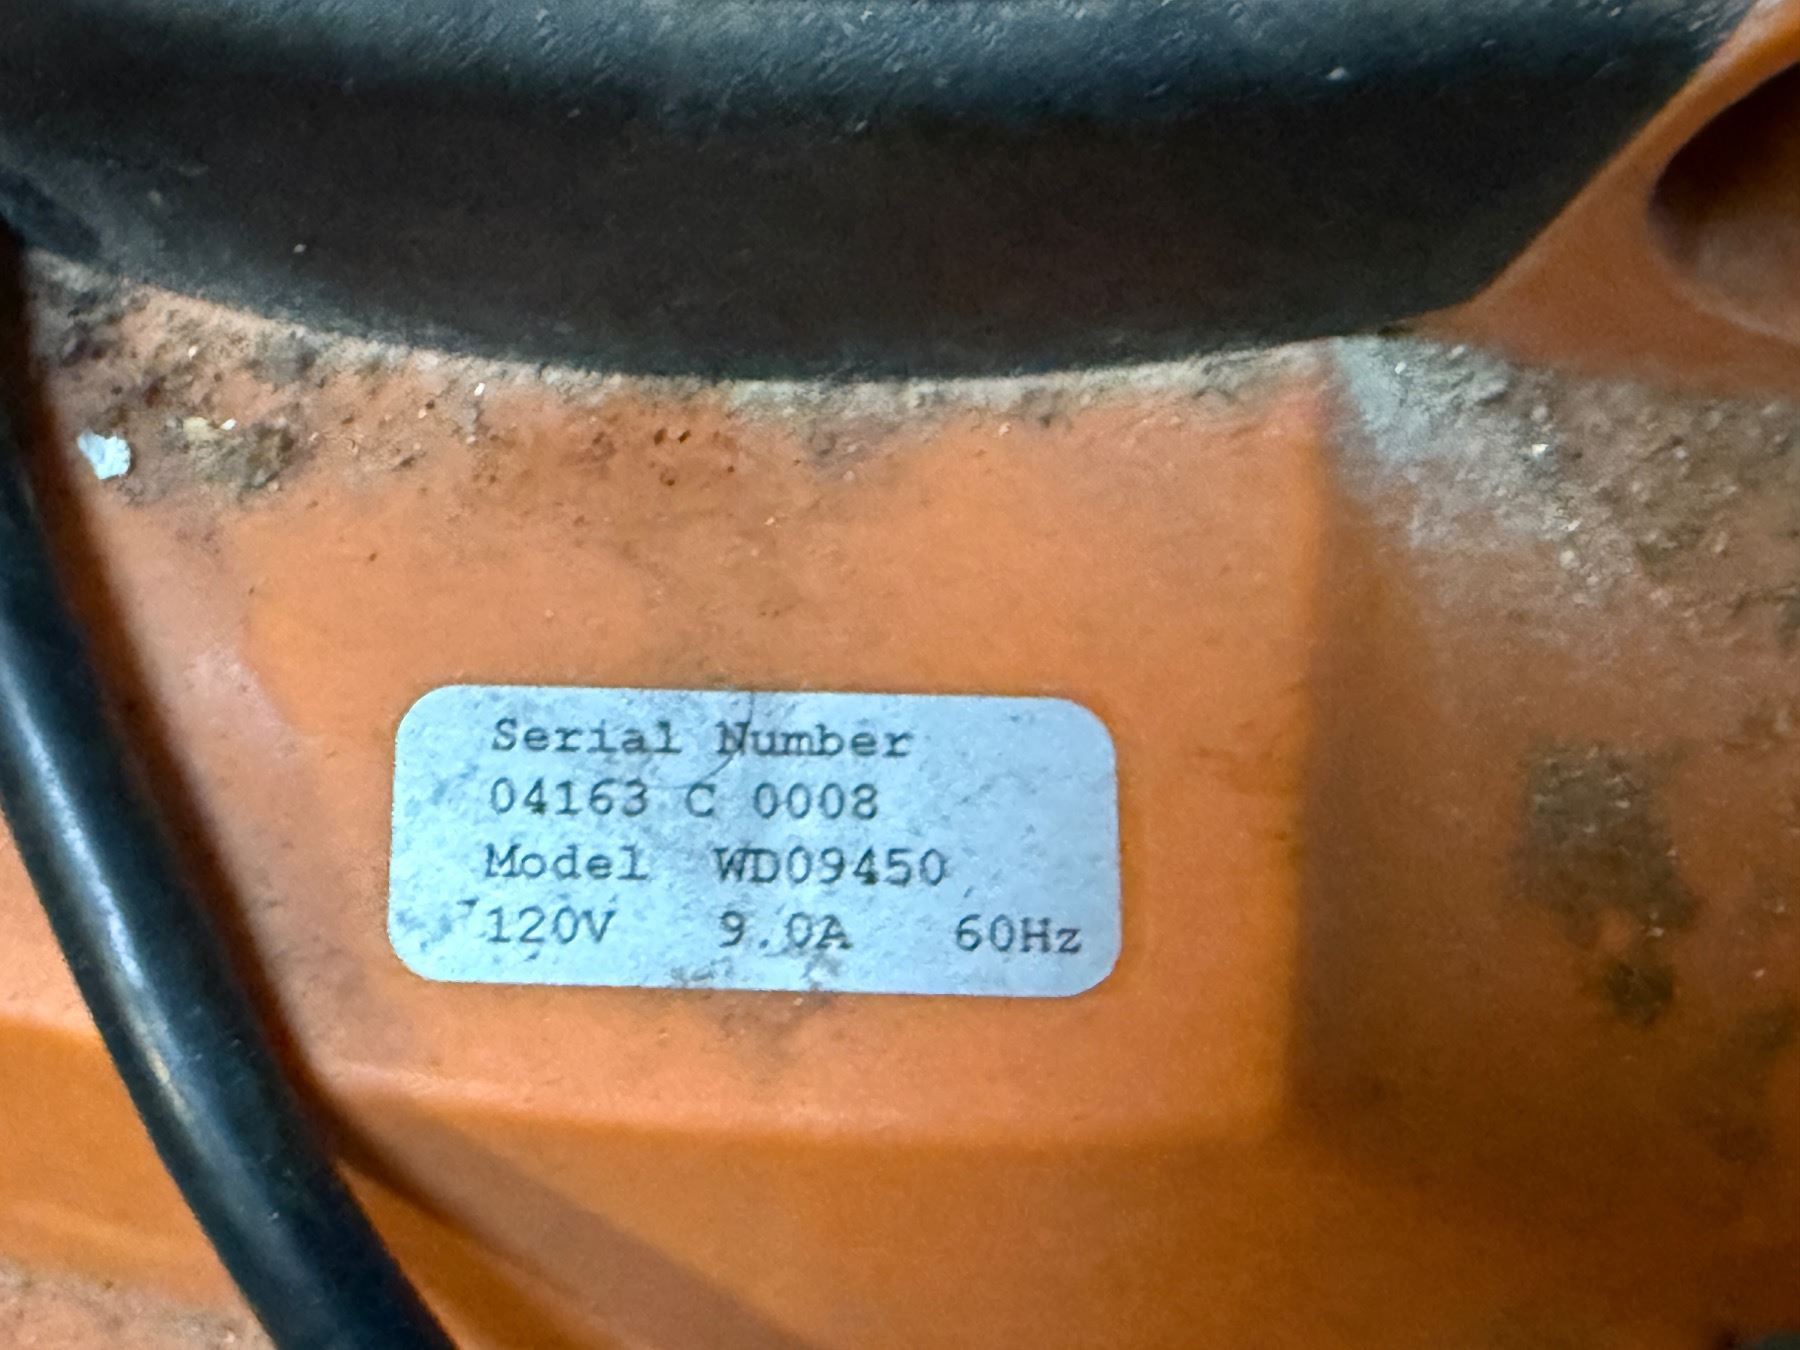 Serial Number
04163 C 0008
Model WD09450
120V 9.0A 60Hz